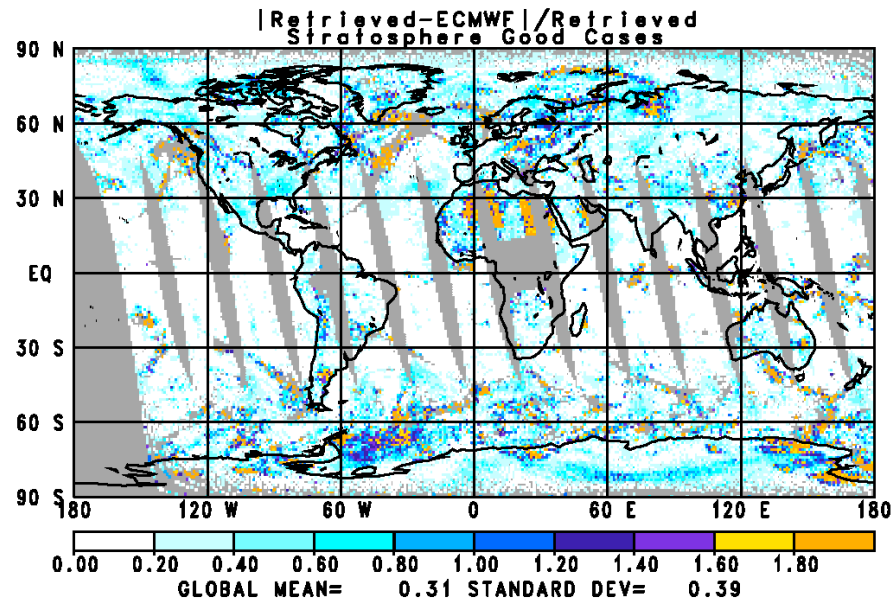 |Retrieved-ECMWF|/Retrieved
Stratosphere Good Cases
90 N
60 N
30 N
EQ
30 S
60 S
90 S
180 120 W 60 W 0 60 E 120 E 180
0.00 0.20 0.40 0.60 0.80 1.00 1.20 1.40 1.60 1.80
GLOBAL MEAN= 0.31 STANDARD DEV= 0.39